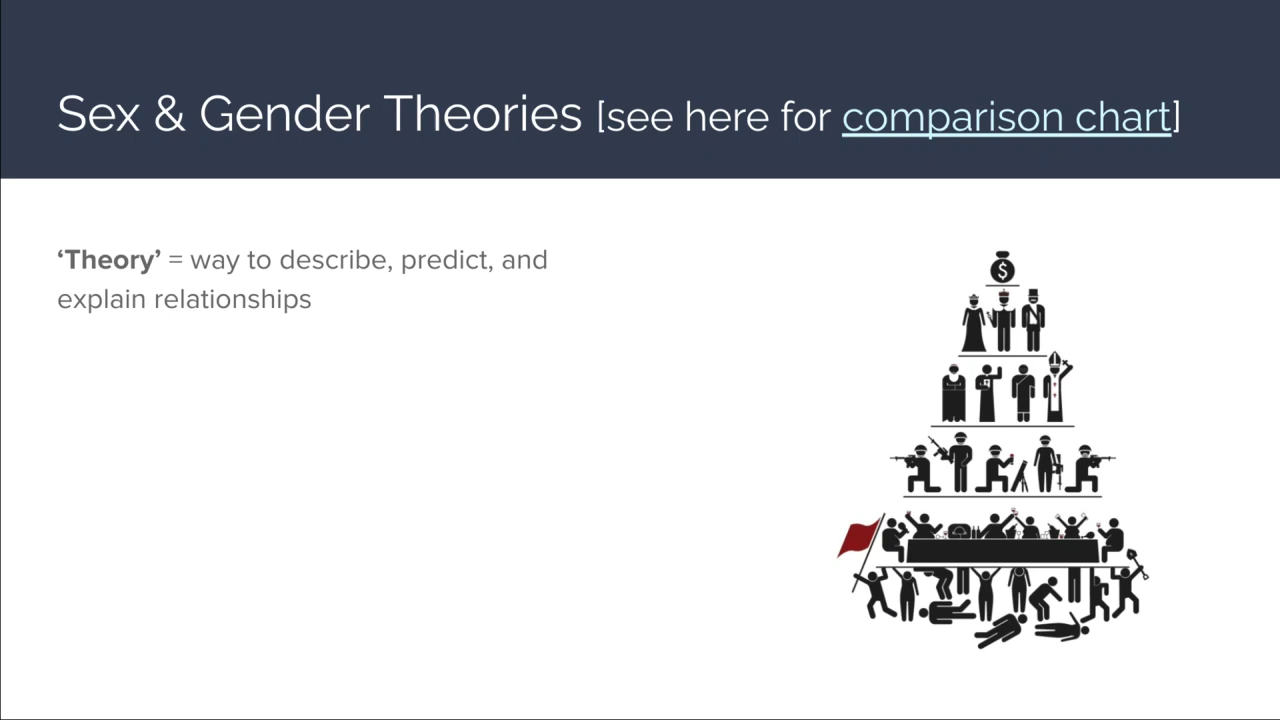 Sex & Gender Theories [see here for comparison chart]
‘Theory’ = way to describe, predict, and
explain relationships
$